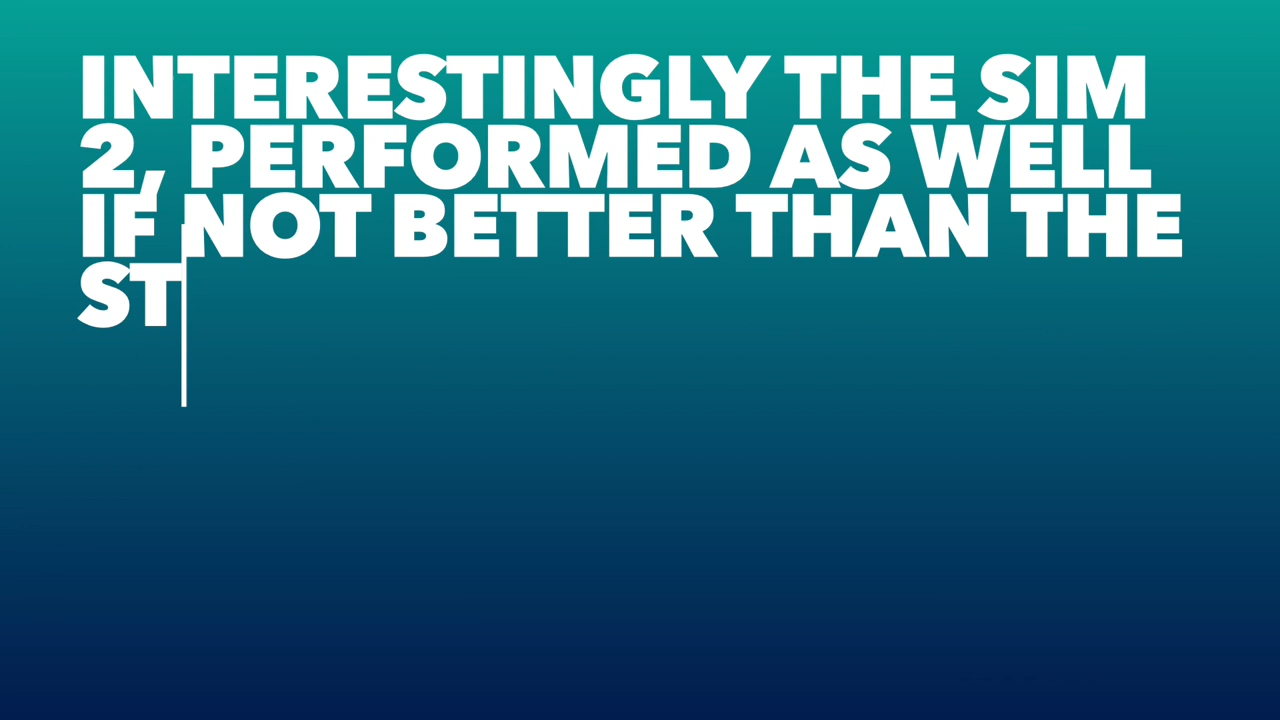 INTERESTINGLY THE SIM
2, PERFORMED AS WELL
IF NOT BETTER THAN THE
ST